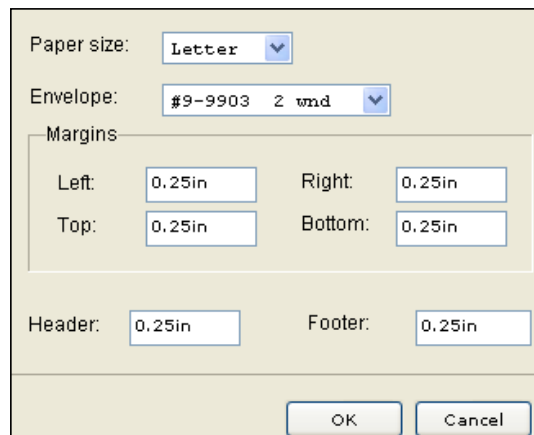 Paper size: Letter
Envelope: #9-9903 2 wnd
Margins
Left: 0.25in Right: 0.25in
Top: 0.25in Bottom: 0.25in
Header: 0.25in Footer: 0.25in
OK Cancel